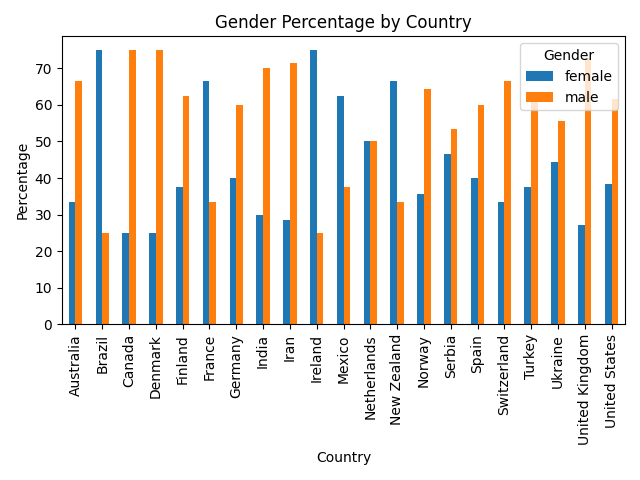 Gender Percentage by Country
Gender
female
male
Percentage
70
60
50
40
30
20
10
0
Australia
Brazil
Canada
Denmark
Finland
France
Germany
India
Iran
Ireland
Mexico
Netherlands
New Zealand
Norway
Serbia
Spain
Switzerland
Turkey
Ukraine
United Kingdom
United States
Country